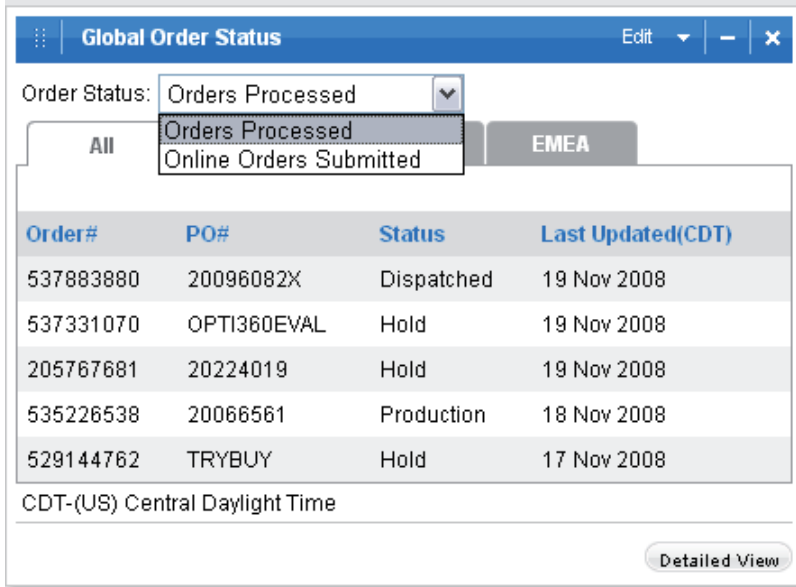 Global Order Status Edit
Order Status: Orders Processed
Orders Processed
Online Orders Submitted
All EMEA
Order# PO# Status Last Updated(CDT)
537883880 20096082X Dispatched 19 Nov 2008
537331070 OPTI360EVAL Hold 19 Nov 2008
205767681 20224019 Hold 19 Nov 2008
535226538 20066561 Production 18 Nov 2008
529144762 TRYBUY Hold 17 Nov 2008
CDT-(US) Central Daylight Time
Detailed View